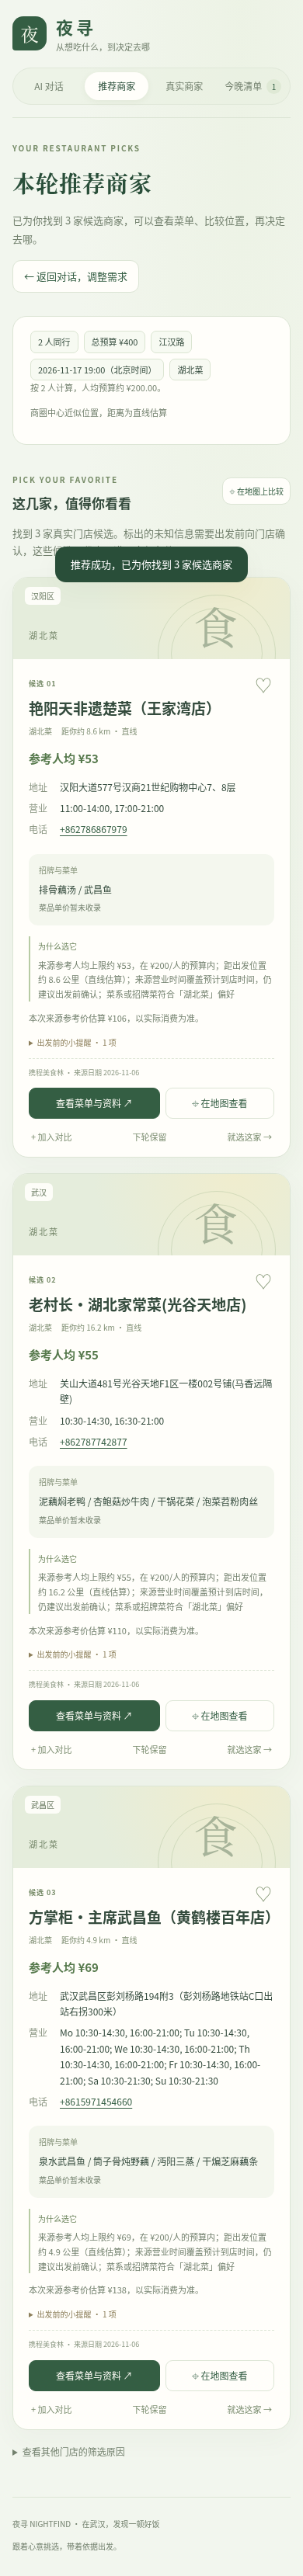 夜
夜寻
从想吃什么，到决定去哪
AI 对话
推荐商家
真实商家
今晚清单 1
YOUR RESTAURANT PICKS
本轮推荐商家
已为你找到 3 家候选商家，可以查看菜单、比较位置，再决定
去哪。
← 返回对话，调整需求
2 人同行
总预算 ¥400
江汉路
2026-11-17 19:00（北京时间）
湖北菜
按 2 人计算，人均预算约 ¥200.00。
商圈中心近似位置，距离为直线估算
PICK YOUR FAVORITE
这几家，值得你看看
⌖ 在地图上比较
找到 3 家真实门店候选。标出的未知信息需要出发前向门店确
认，这些
推荐成功，已为你找到 3 家候选商家
汉阳区
湖北菜
食
候选 01
♡
艳阳天非遗楚菜（王家湾店）
湖北菜 距你约 8.6 km · 直线
参考人均 ¥53
地址 汉阳大道577号汉商21世纪购物中心7、8层
营业 11:00-14:00, 17:00-21:00
电话 +862786867979
招牌与菜单
排骨藕汤 / 武昌鱼
菜品单价暂未收录
为什么选它
来源参考人均上限约 ¥53，在 ¥200/人的预算内；距出发位置
约 8.6 公里（直线估算）；来源营业时间覆盖预计到店时间，仍
建议出发前确认；菜系或招牌菜符合「湖北菜」偏好
本次来源参考价估算 ¥106，以实际消费为准。
▶ 出发前的小提醒 · 1 项
携程美食林 · 来源日期 2026-11-06
查看菜单与资料 ↗
⌖ 在地图查看
+ 加入对比
下轮保留
就选这家 →
武汉
湖北菜
食
候选 02
♡
老村长·湖北家常菜(光谷天地店)
湖北菜 距你约 16.2 km · 直线
参考人均 ¥55
地址 关山大道481号光谷天地F1区一楼002号铺(马香远隔
壁)
营业 10:30-14:30, 16:30-21:00
电话 +862787742877
招牌与菜单
泥藕焖老鸭 / 杏鲍菇炒牛肉 / 干锅花菜 / 泡菜苕粉肉丝
菜品单价暂未收录
为什么选它
来源参考人均上限约 ¥55，在 ¥200/人的预算内；距出发位置
约 16.2 公里（直线估算）；来源营业时间覆盖预计到店时间，
仍建议出发前确认；菜系或招牌菜符合「湖北菜」偏好
本次来源参考价估算 ¥110，以实际消费为准。
▶ 出发前的小提醒 · 1 项
携程美食林 · 来源日期 2026-11-06
查看菜单与资料 ↗
⌖ 在地图查看
+ 加入对比
下轮保留
就选这家 →
武昌区
湖北菜
食
候选 03
♡
方掌柜·主席武昌鱼（黄鹤楼百年店）
湖北菜 距你约 4.9 km · 直线
参考人均 ¥69
地址 武汉武昌区彭刘杨路194附3（彭刘杨路地铁站C口出
站右拐300米）
营业 Mo 10:30-14:30, 16:00-21:00; Tu 10:30-14:30,
16:00-21:00; We 10:30-14:30, 16:00-21:00; Th
10:30-14:30, 16:00-21:00; Fr 10:30-14:30, 16:00-
21:00; Sa 10:30-21:30; Su 10:30-21:30
电话 +8615971454660
招牌与菜单
泉水武昌鱼 / 筒子骨炖野藕 / 沔阳三蒸 / 干煸芝麻藕条
菜品单价暂未收录
为什么选它
来源参考人均上限约 ¥69，在 ¥200/人的预算内；距出发位置
约 4.9 公里（直线估算）；来源营业时间覆盖预计到店时间，仍
建议出发前确认；菜系或招牌菜符合「湖北菜」偏好
本次来源参考价估算 ¥138，以实际消费为准。
▶ 出发前的小提醒 · 1 项
携程美食林 · 来源日期 2026-11-06
查看菜单与资料 ↗
⌖ 在地图查看
+ 加入对比
下轮保留
就选这家 →
▶ 查看其他门店的筛选原因
夜寻 NIGHTFIND · 在武汉，发现一顿好饭
跟着心意挑选，带着依据出发。